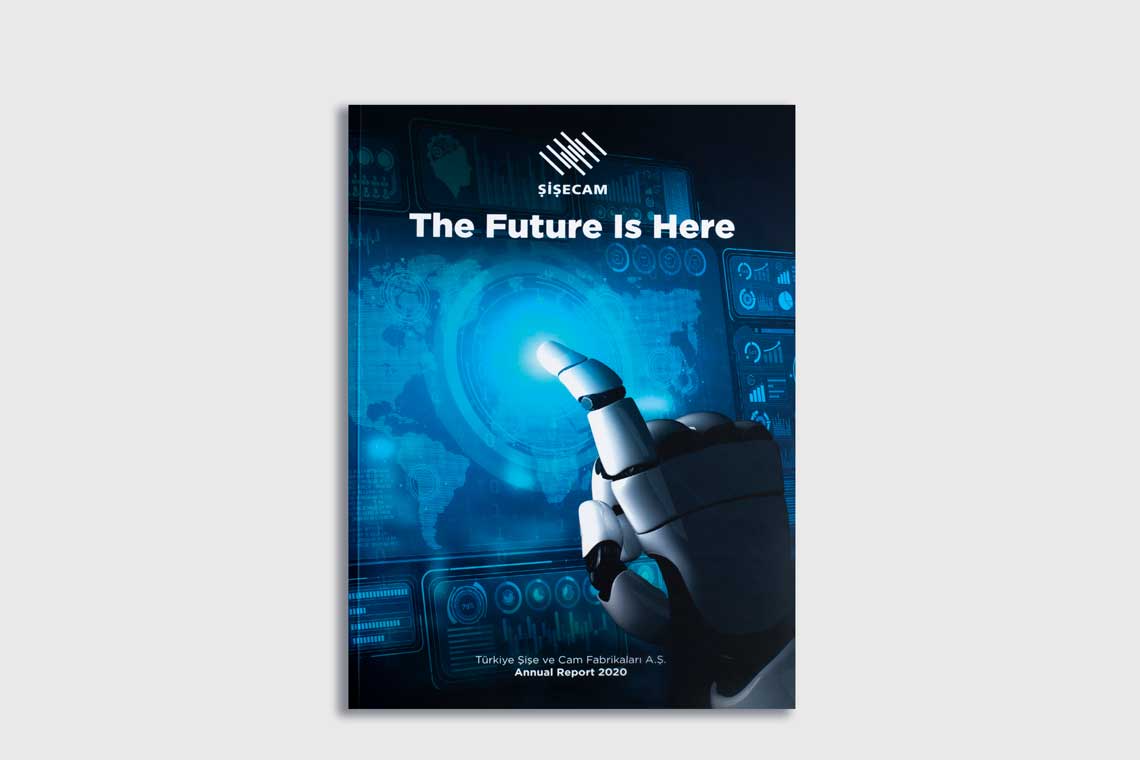 ŞİŞECAM
The Future Is Here
Türkiye Şişe ve Cam Fabrikaları A.Ş.
Annual Report 2020